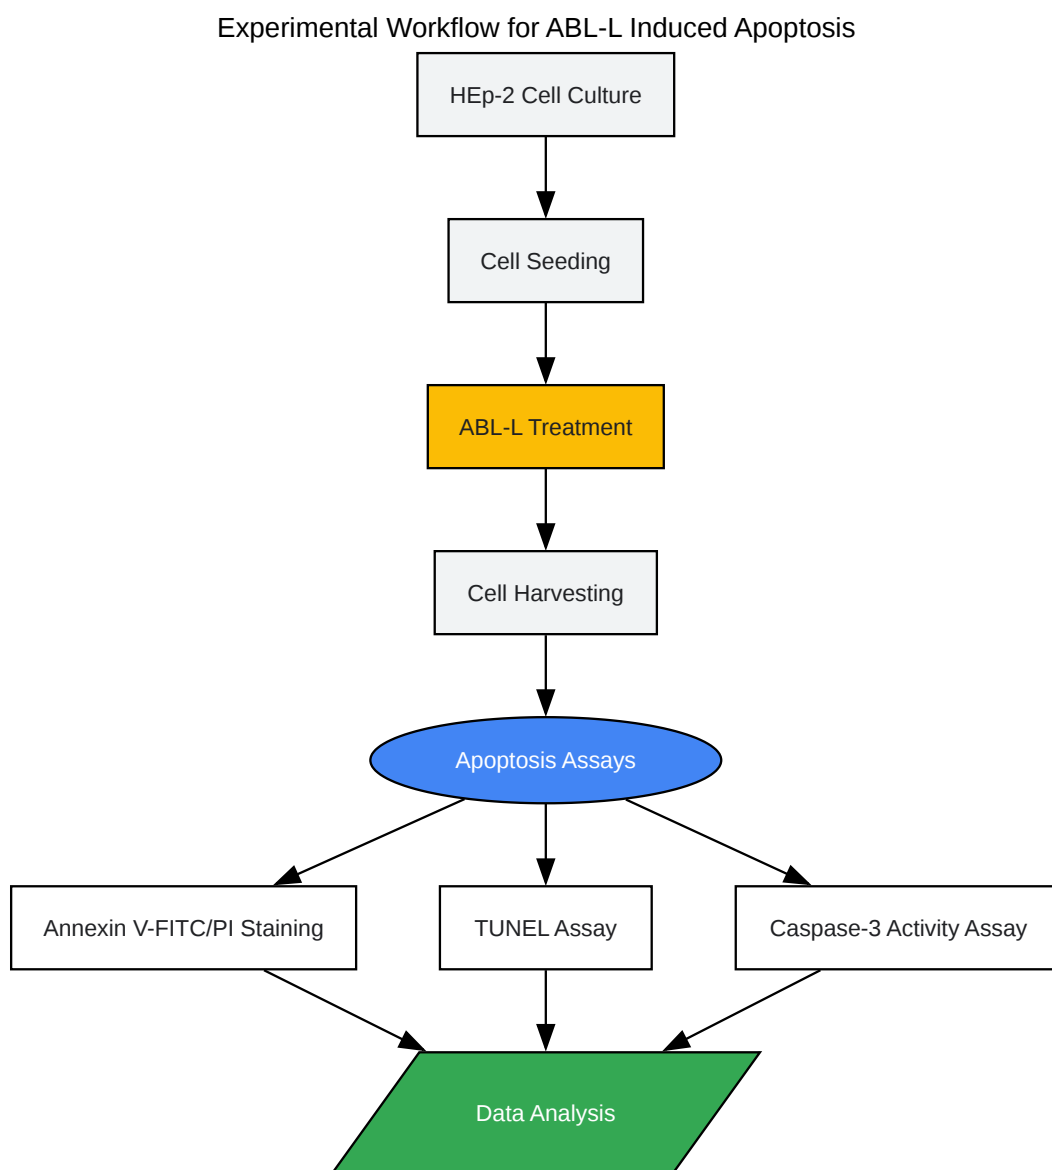 Experimental Workflow for ABL-L Induced Apoptosis
HEp-2 Cell Culture
Cell Seeding
ABL-L Treatment
Cell Harvesting
Apoptosis Assays
Annexin V-FITC/PI Staining
TUNEL Assay
Caspase-3 Activity Assay
Data Analysis